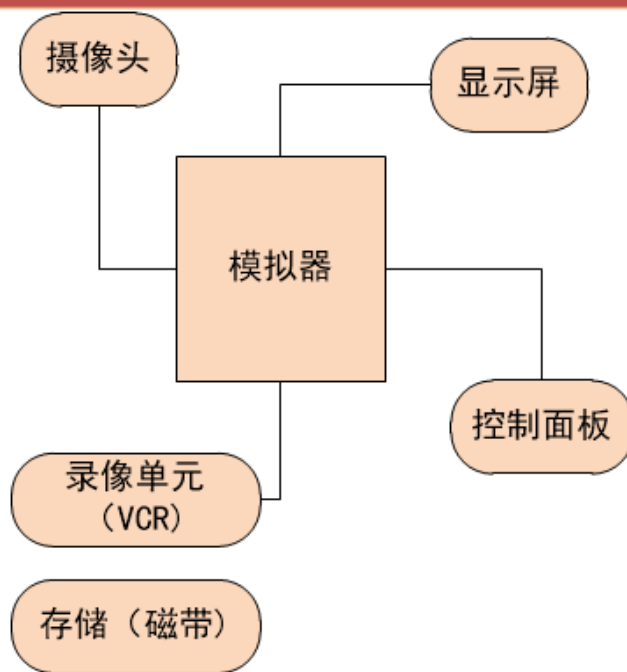 摄像头
显示屏
模拟器
控制面板
录像单元
（VCR）
存储（磁带）